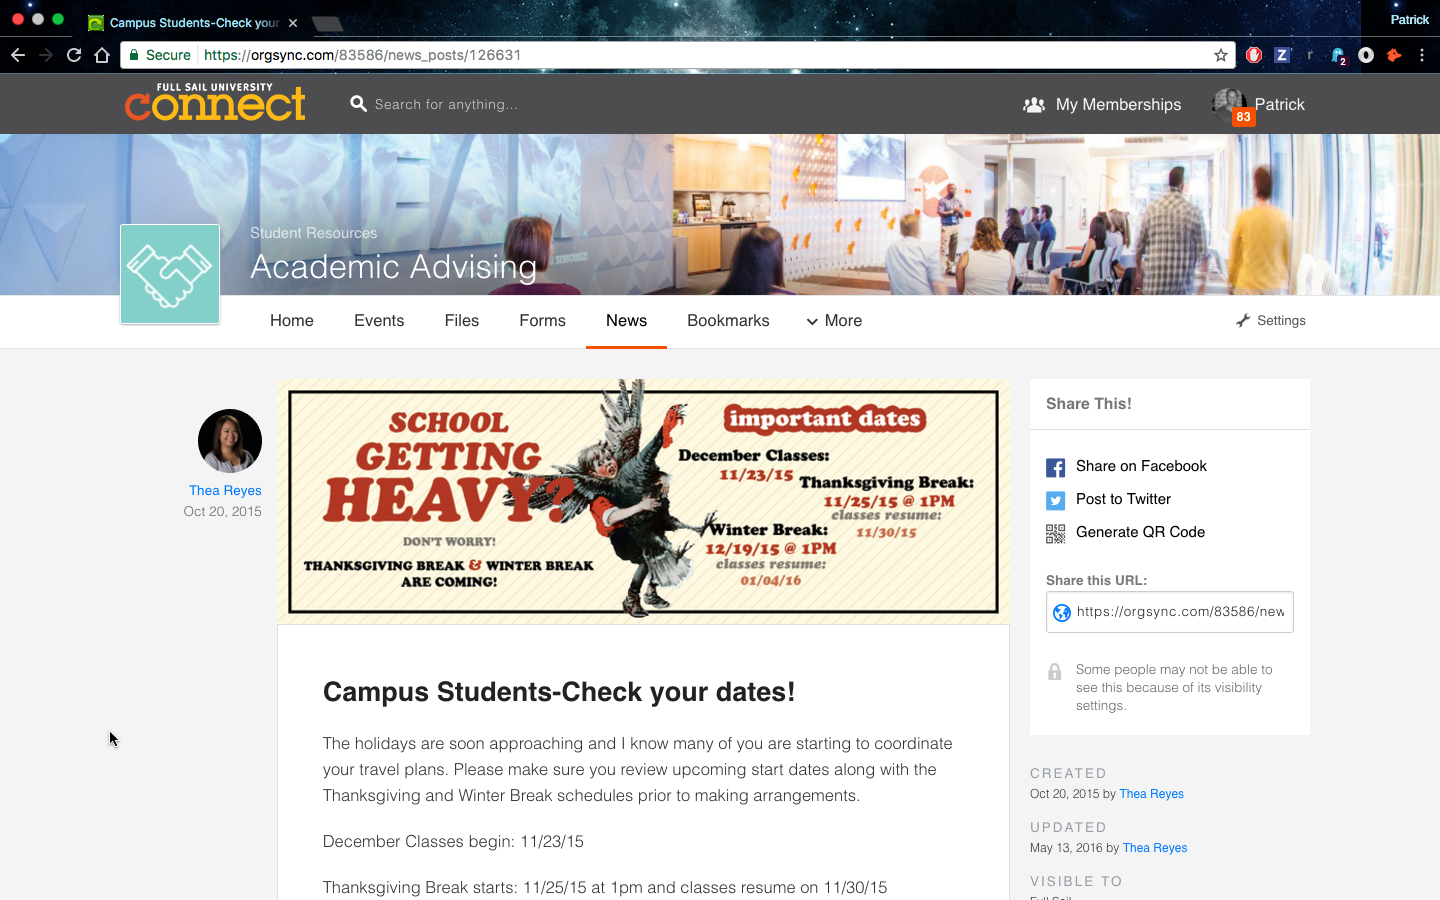 Campus Students-Check your
Patrick
Secure
https://orgsync.com/83586/news_posts/126631
2
FULL SAIL UNIVERSITY
connect
Search for anything...
My Memberships
83
Patrick
Student Resources
Academic Advising
Home
Events
Files
Forms
News
Bookmarks
More
Settings
Thea Reyes
Oct 20, 2015
SCHOOL
GETTING
HEAVY?
DON'T WORRY!
THANKSGIVING BREAK & WINTER BREAK
ARE COMING!
important dates
December Classes:
11/23/15
Thanksgiving Break:
11/25/15 @ 1PM
classes resume:
11/30/15
Winter Break:
12/19/15 @ 1PM
classes resume:
01/04/16
Campus Students-Check your dates!
The holidays are soon approaching and I know many of you are starting to coordinate
your travel plans. Please make sure you review upcoming start dates along with the
Thanksgiving and Winter Break schedules prior to making arrangements.
December Classes begin: 11/23/15
Thanksgiving Break starts: 11/25/15 at 1pm and classes resume on 11/30/15
Share This!
Share on Facebook
Post to Twitter
Generate QR Code
Share this URL:
https://orgsync.com/83586/new
Some people may not be able to
see this because of its visibility
settings.
CREATED
Oct 20, 2015 by Thea Reyes
UPDATED
May 13, 2016 by Thea Reyes
VISIBLE TO
Full Sail